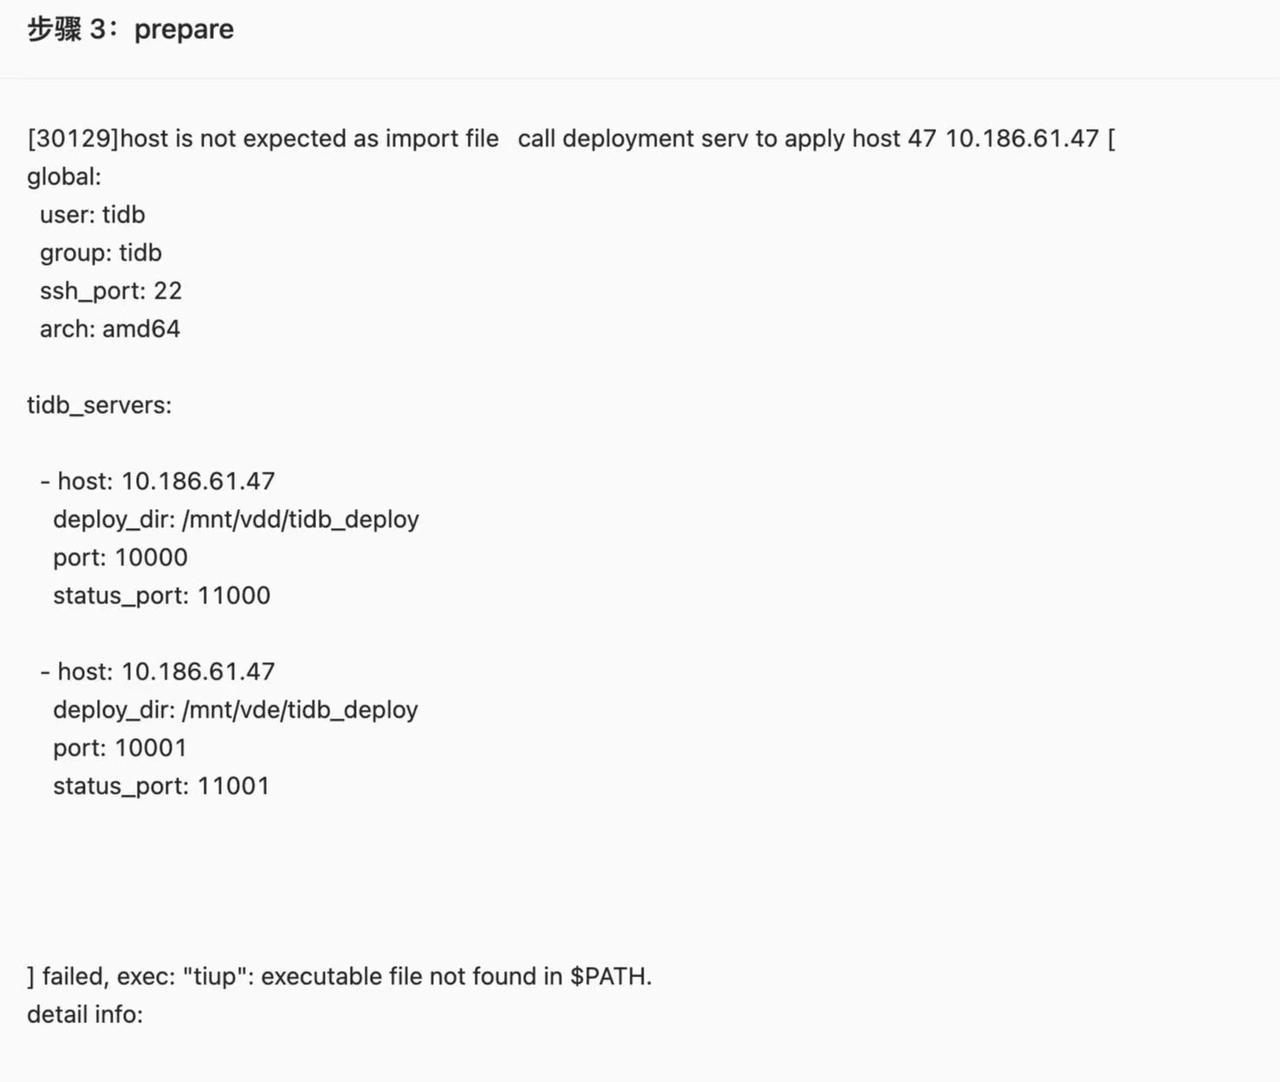 步骤 3：prepare
[30129]host is not expected as import file   call deployment serv to apply host 47 10.186.61.47 [
global:
  user: tidb
  group: tidb
  ssh_port: 22
  arch: amd64
tidb_servers:
  - host: 10.186.61.47
    deploy_dir: /mnt/vdd/tidb_deploy
    port: 10000
    status_port: 11000
  - host: 10.186.61.47
    deploy_dir: /mnt/vde/tidb_deploy
    port: 10001
    status_port: 11001
] failed, exec: "tiup": executable file not found in $PATH.
detail info: